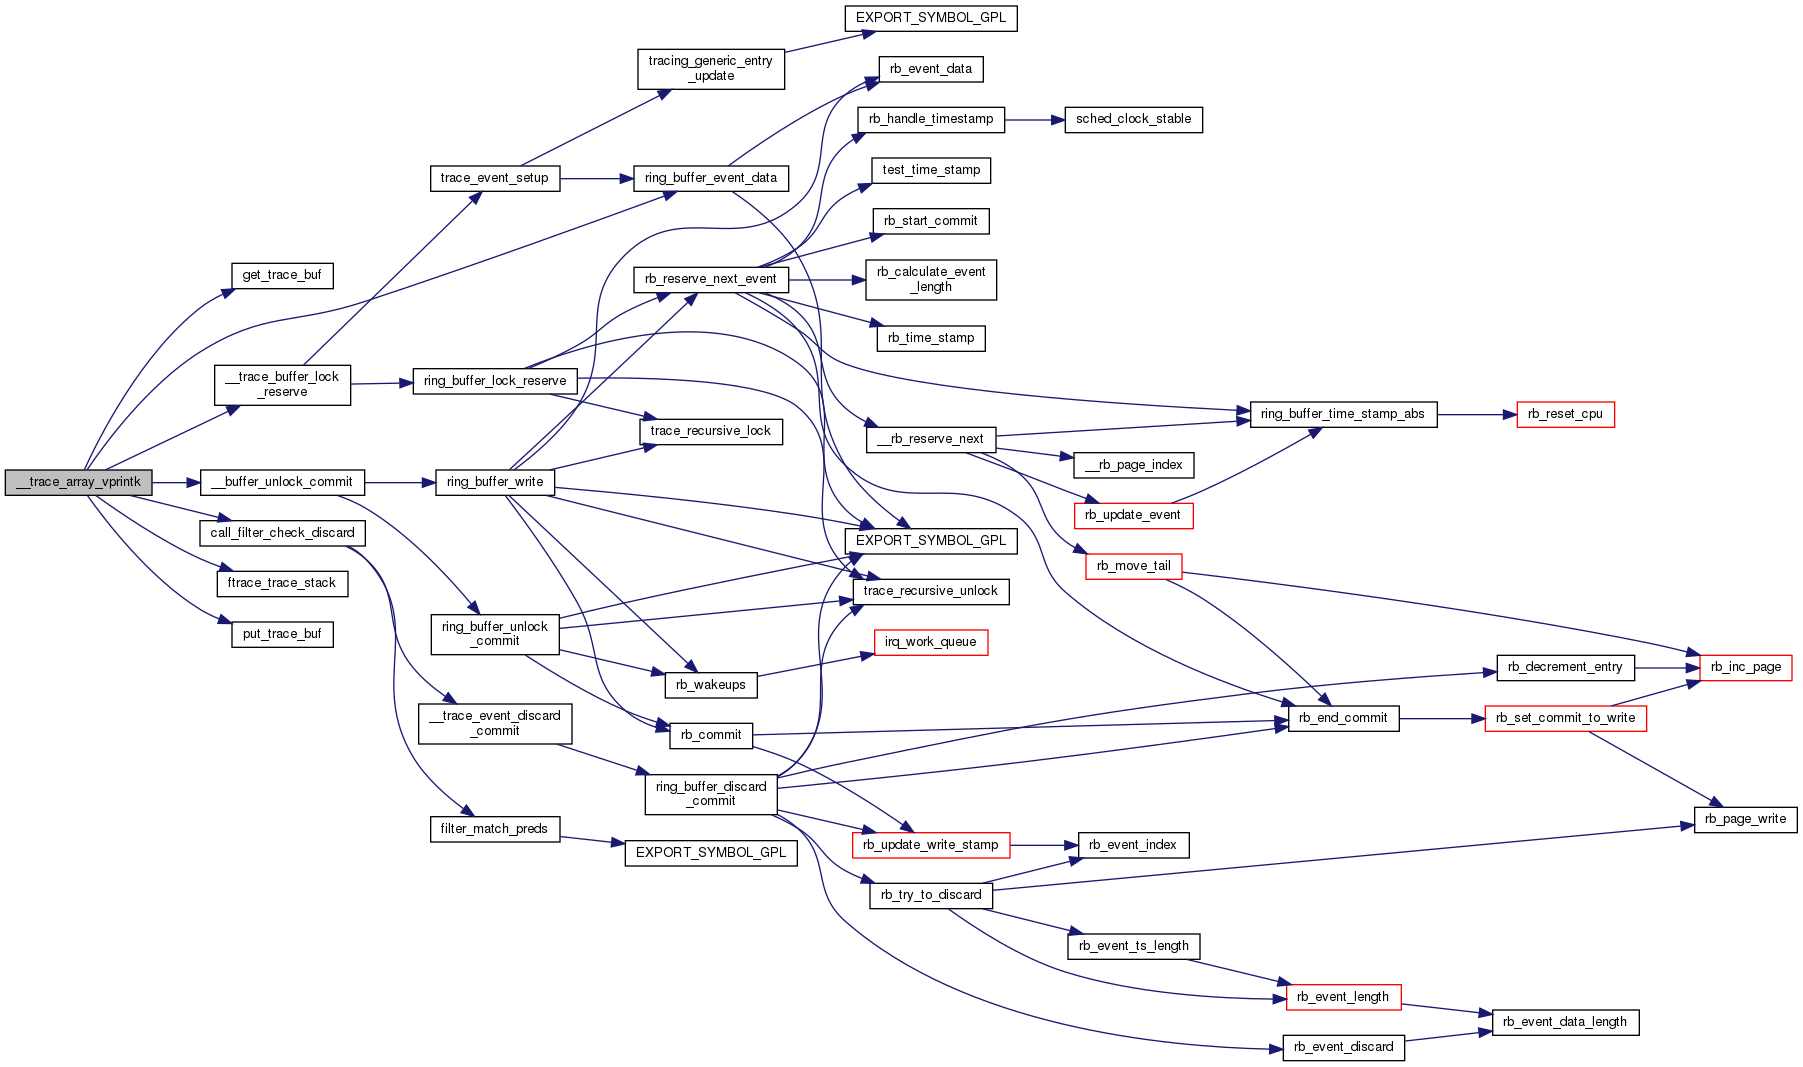 EXPORT_SYMBOL_GPL
tracing_generic_entry
_update
rb_event_data
rb_handle_timestamp
sched_clock_stable
test_time_stamp
trace_event_setup
ring_buffer_event_data
rb_start_commit
get_trace_buf
rb_reserve_next_event
rb_calculate_event
_length
rb_time_stamp
__trace_buffer_lock
_reserve
ring_buffer_lock_reserve
ring_buffer_time_stamp_abs
rb_reset_cpu
trace_recursive_lock
__rb_reserve_next
__rb_page_index
__trace_array_vprintk
__buffer_unlock_commit
ring_buffer_write
rb_update_event
call_filter_check_discard
EXPORT_SYMBOL_GPL
rb_move_tail
ftrace_trace_stack
trace_recursive_unlock
put_trace_buf
ring_buffer_unlock
_commit
irq_work_queue
rb_wakeups
rb_decrement_entry
rb_inc_page
__trace_event_discard
_commit
rb_commit
rb_end_commit
rb_set_commit_to_write
ring_buffer_discard
_commit
rb_page_write
filter_match_preds
EXPORT_SYMBOL_GPL
rb_update_write_stamp
rb_event_index
rb_try_to_discard
rb_event_ts_length
rb_event_length
rb_event_data_length
rb_event_discard